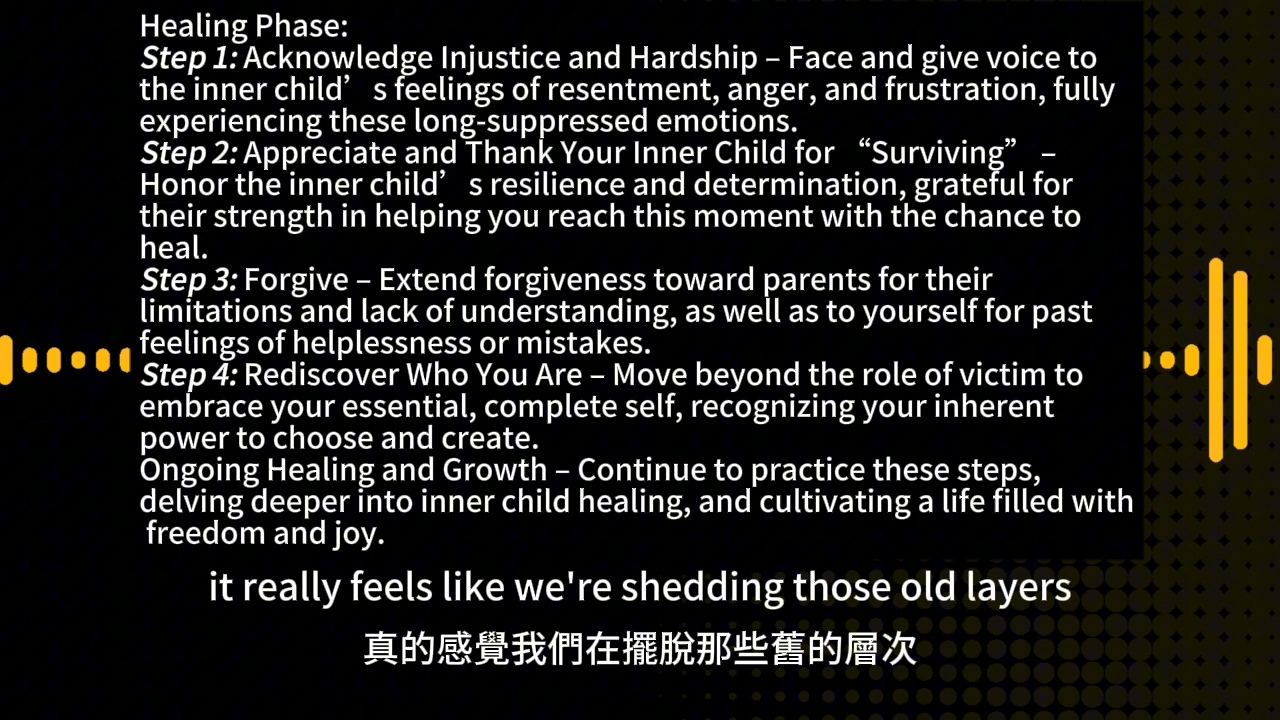 Healing Phase:
Step 1: Acknowledge Injustice and Hardship – Face and give voice to
the inner child’s feelings of resentment, anger, and frustration, fully
experiencing these long-suppressed emotions.
Step 2: Appreciate and Thank Your Inner Child for “Surviving” –
Honor the inner child’s resilience and determination, grateful for
their strength in helping you reach this moment with the chance to
heal.
Step 3: Forgive – Extend forgiveness toward parents for their
limitations and lack of understanding, as well as to yourself for past
feelings of helplessness or mistakes.
Step 4: Rediscover Who You Are – Move beyond the role of victim to
embrace your essential, complete self, recognizing your inherent
power to choose and create.
Ongoing Healing and Growth – Continue to practice these steps,
delving deeper into inner child healing, and cultivating a life filled with
freedom and joy.
it really feels like we're shedding those old layers
真的感覺我們在擺脫那些舊的層次